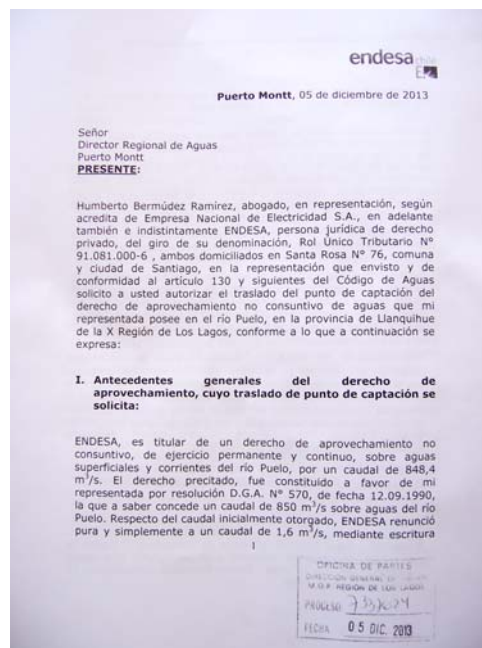 endesa chile
Puerto Montt, 05 de diciembre de 2013
Señor
Director Regional de Aguas
Puerto Montt
PRESENTE:
Humberto Bermúdez Ramírez, abogado, en representación, según
acredita de Empresa Nacional de Electricidad S.A., en adelante
también e indistintamente ENDESA, persona jurídica de derecho
privado, del giro de su denominación, Rol Único Tributario N°
91.081.000-6 , ambos domiciliados en Santa Rosa N° 76, comuna
y ciudad de Santiago, en la representación que envisto y de
conformidad al artículo 130 y siguientes del Código de Aguas
solicito a usted autorizar el traslado del punto de captación del
derecho de aprovechamiento no consuntivo de aguas que mi
representada posee en el río Puelo, en la provincia de Llanquihue
de la X Región de Los Lagos, conforme a lo que a continuación se
expresa:
I. Antecedentes generales del derecho de
aprovechamiento, cuyo traslado de punto de captación se
solicita:
ENDESA, es titular de un derecho de aprovechamiento no
consuntivo, de ejercicio permanente y continuo, sobre aguas
superficiales y corrientes del río Puelo, por un caudal de 848,4
m³/s. El derecho precitado, fue constituido a favor de mi
representada por resolución D.G.A. N° 570, de fecha 12.09.1990,
la que a saber concede un caudal de 850 m³/s sobre aguas del río
Puelo. Respecto del caudal inicialmente otorgado, ENDESA renunció
pura y simplemente a un caudal de 1,6 m³/s, mediante escritura
1
OFICINA DE PARTES
DIRECCION GENERAL DE
M.O.P. REGION DE LOS LAGOS
PROCESO
FECHA 05 DIC. 2013